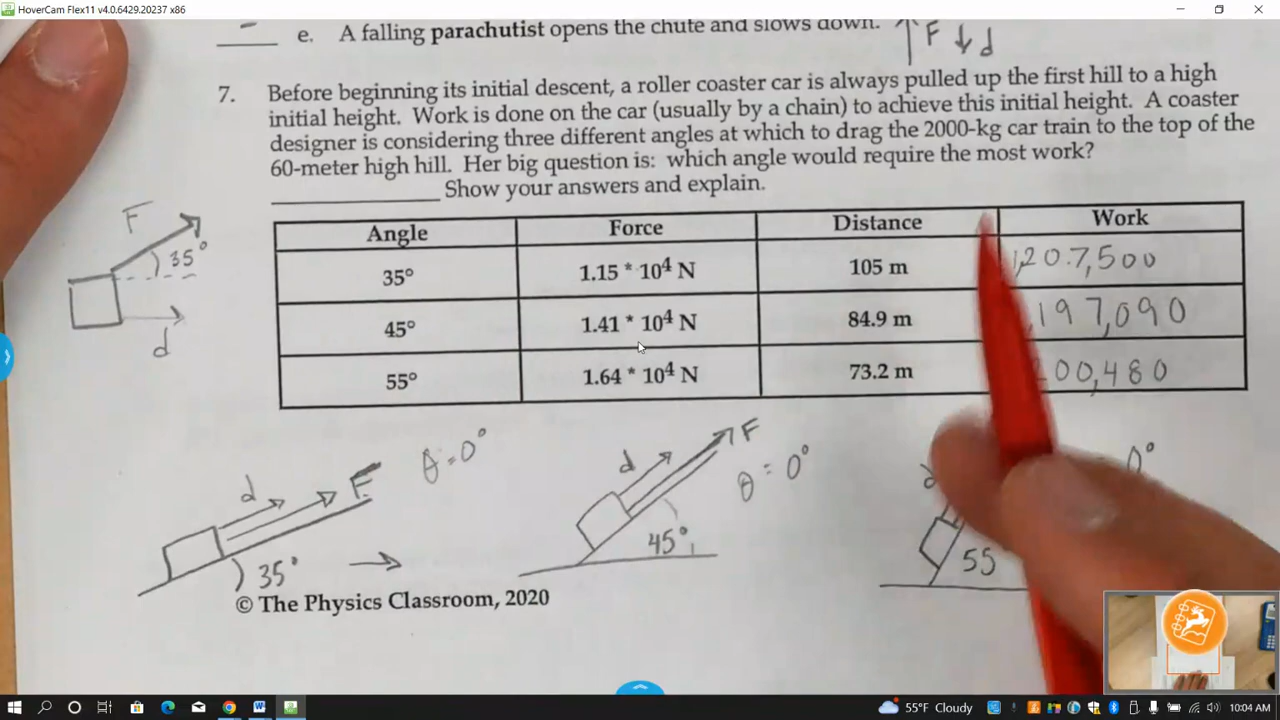 HoverCam Flex11 v4.0.6429.20237 x86
e. A falling parachutist opens the chute and slows down. F d
7. Before beginning its initial descent, a roller coaster car is always pulled up the first hill to a high
initial height. Work is done on the car (usually by a chain) to achieve this initial height. A coaster
designer is considering three different angles at which to drag the 2000-kg car train to the top of the
60-meter high hill. Her big question is: which angle would require the most work?
Show your answers and explain.
F
35°
d
Angle Force Distance Work
35° 1.15 * 10⁴ N 105 m 1,207,500
45° 1.41 * 10⁴ N 84.9 m ,197,090
55° 1.64 * 10⁴ N 73.2 m 200,480
d F θ=0°
35°
d F θ=0°
45°
d 0°
55
© The Physics Classroom, 2020
55°F Cloudy 10:04 AM